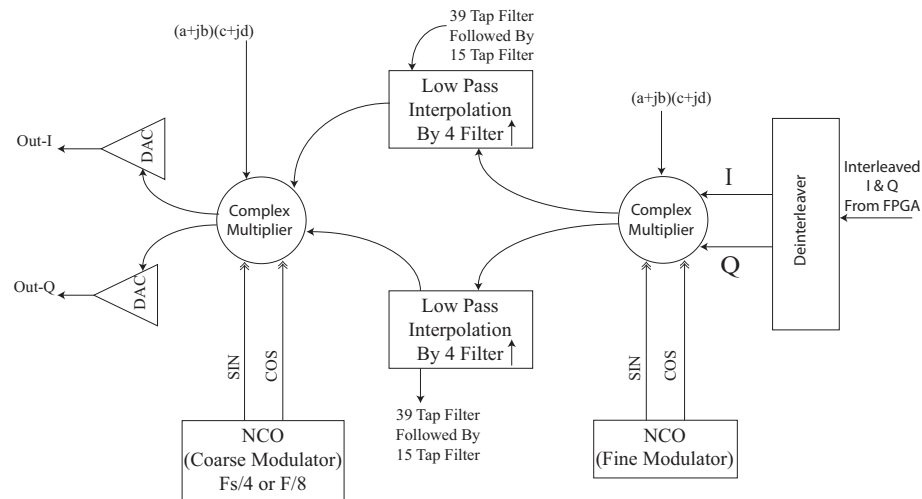 39 Tap Filter
Followed By
15 Tap Filter
(a+jb)(c+jd)
Low Pass
Interpolation
By 4 Filter
(a+jb)(c+jd)
Out-I
DAC
Complex
Multiplier
I
Q
Complex
Multiplier
Deinterleaver
Interleaved
I & Q
From FPGA
Out-Q
DAC
Low Pass
Interpolation
By 4 Filter
SIN
COS
SIN
COS
39 Tap Filter
Followed By
15 Tap Filter
NCO
(Coarse Modulator)
Fs/4 or F/8
NCO
(Fine Modulator)